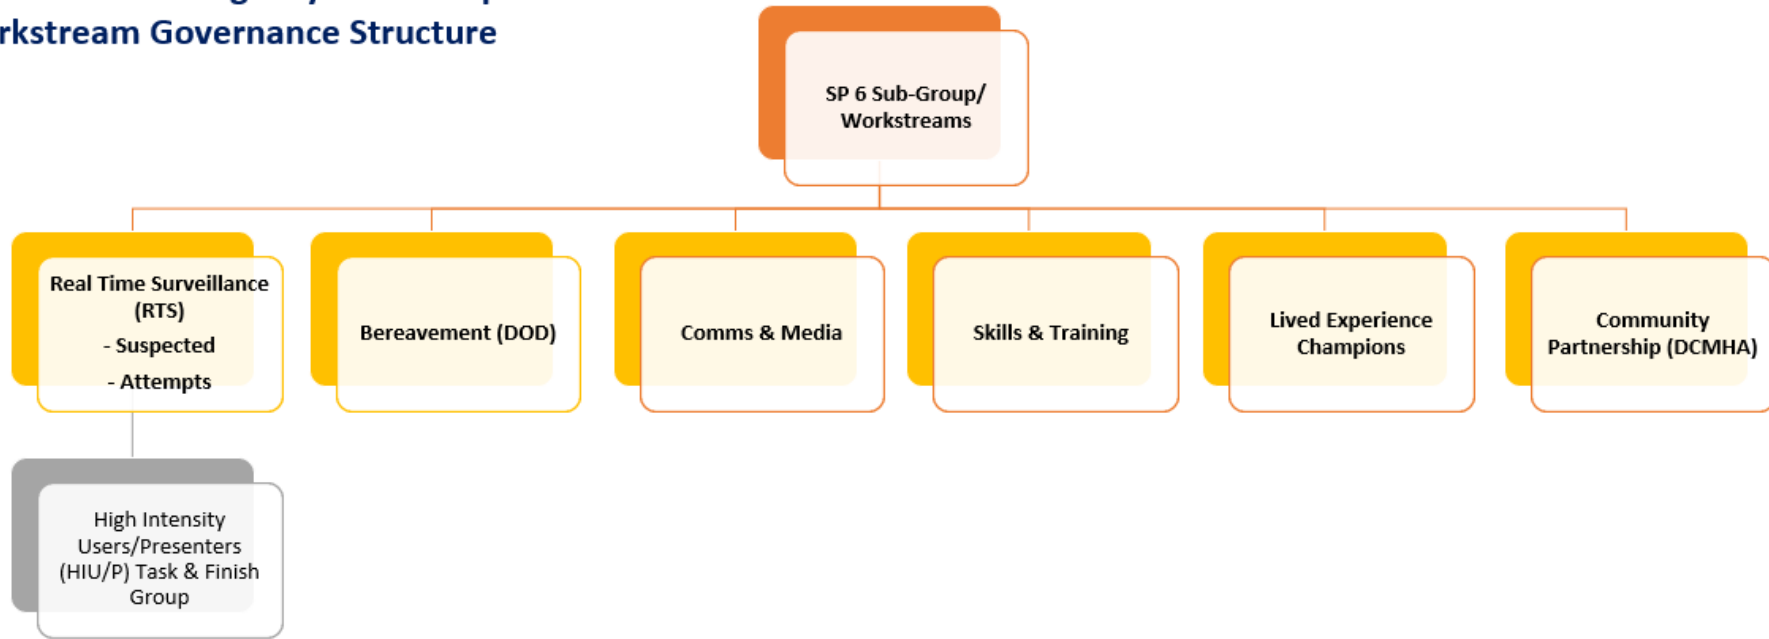 rkstream Governance Structure
SP 6 Sub-Group/
Workstreams
Real Time Surveillance
(RTS)
- Suspected
- Attempts
Bereavement (DOD)
Comms & Media
Skills & Training
Lived Experience
Champions
Community
Partnership (DCMHA)
High Intensity
Users/Presenters
(HIU/P) Task & Finish
Group